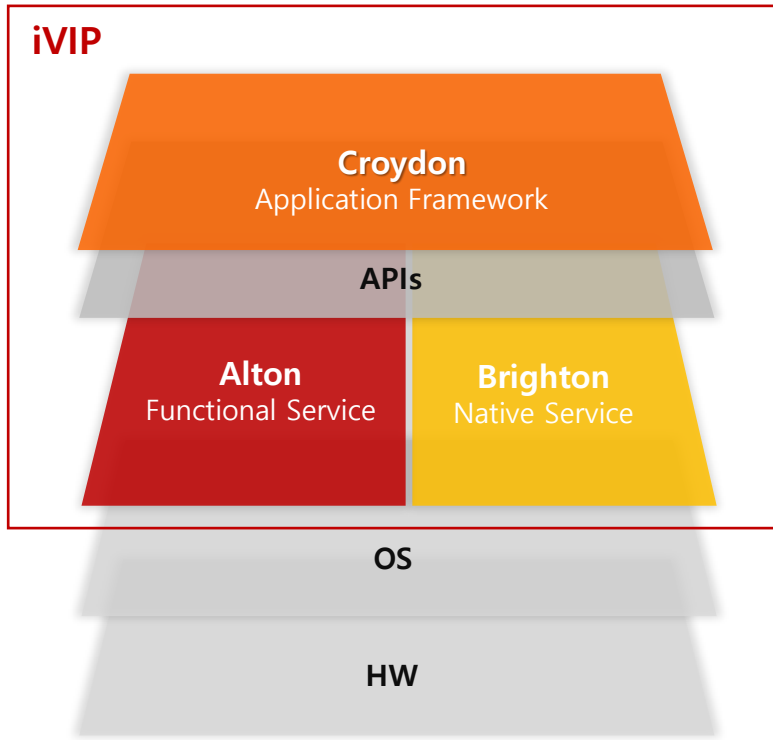 iVIP
Croydon
Application Framework
APIs
Alton
Functional Service
Brighton
Native Service
OS
HW